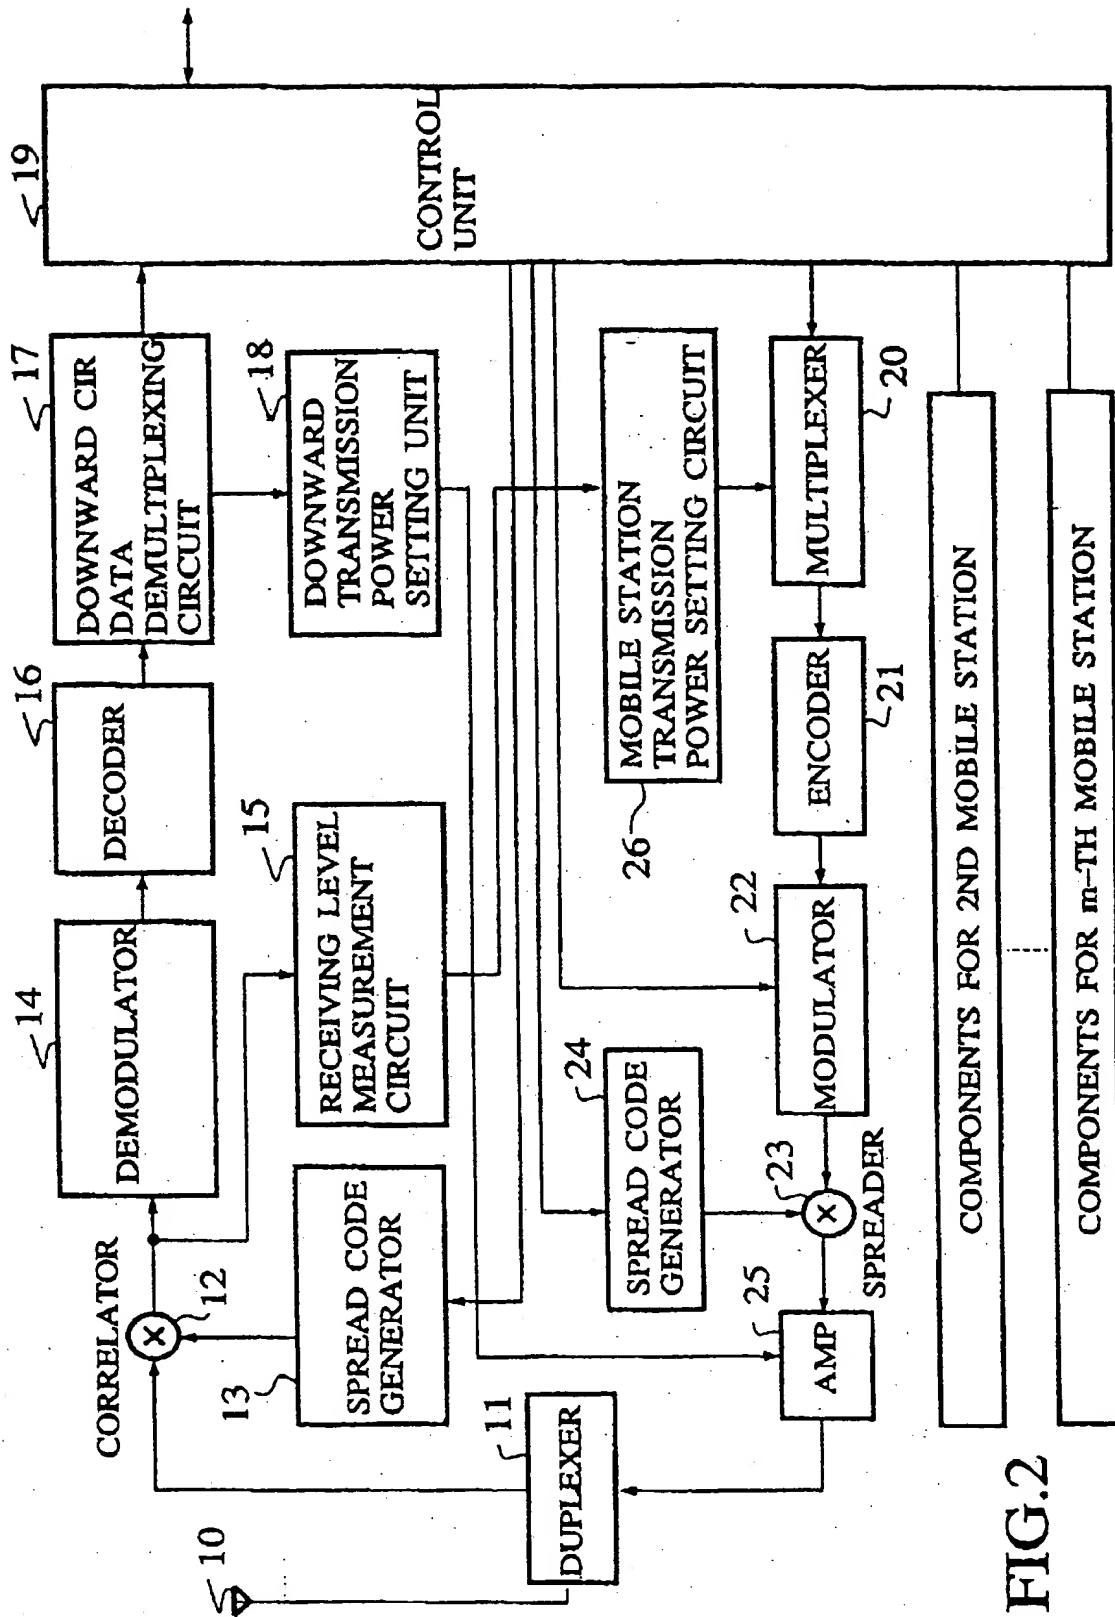 10
CORRELATOR
12
14
DEMODULATOR
16
DECODER
17
DOWNWARD CIR
DATA
DEMULTIPLEXING
CIRCUIT
19
CONTROL
UNIT
13
SPREAD CODE
GENERATOR
15
RECEIVING LEVEL
MEASUREMENT
CIRCUIT
18
DOWNWARD
TRANSMISSION
POWER
SETTING UNIT
11
DUPLEXER
24
SPREAD CODE
GENERATOR
26
MOBILE STATION
TRANSMISSION
POWER SETTING CIRCUIT
25
AMP
23
SPREADER
22
MODULATOR
21
ENCODER
20
MULTIPLEXER
COMPONENTS FOR 2ND MOBILE STATION
COMPONENTS FOR m-TH MOBILE STATION
FIG.2